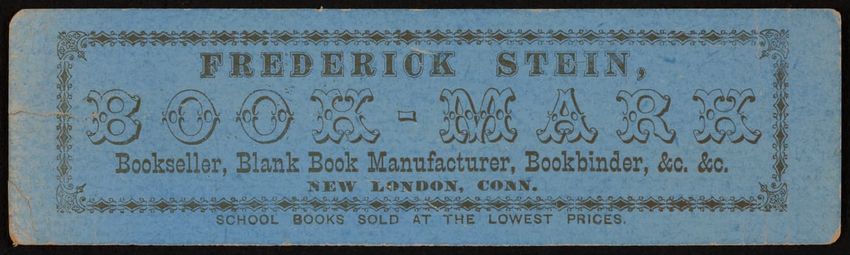 FREDERICK STEIN,
BOOK-MARK
Bookseller, Blank Book Manufacturer, Bookbinder, &c. &c.
NEW LONDON, CONN.
SCHOOL BOOKS SOLD AT THE LOWEST PRICES.